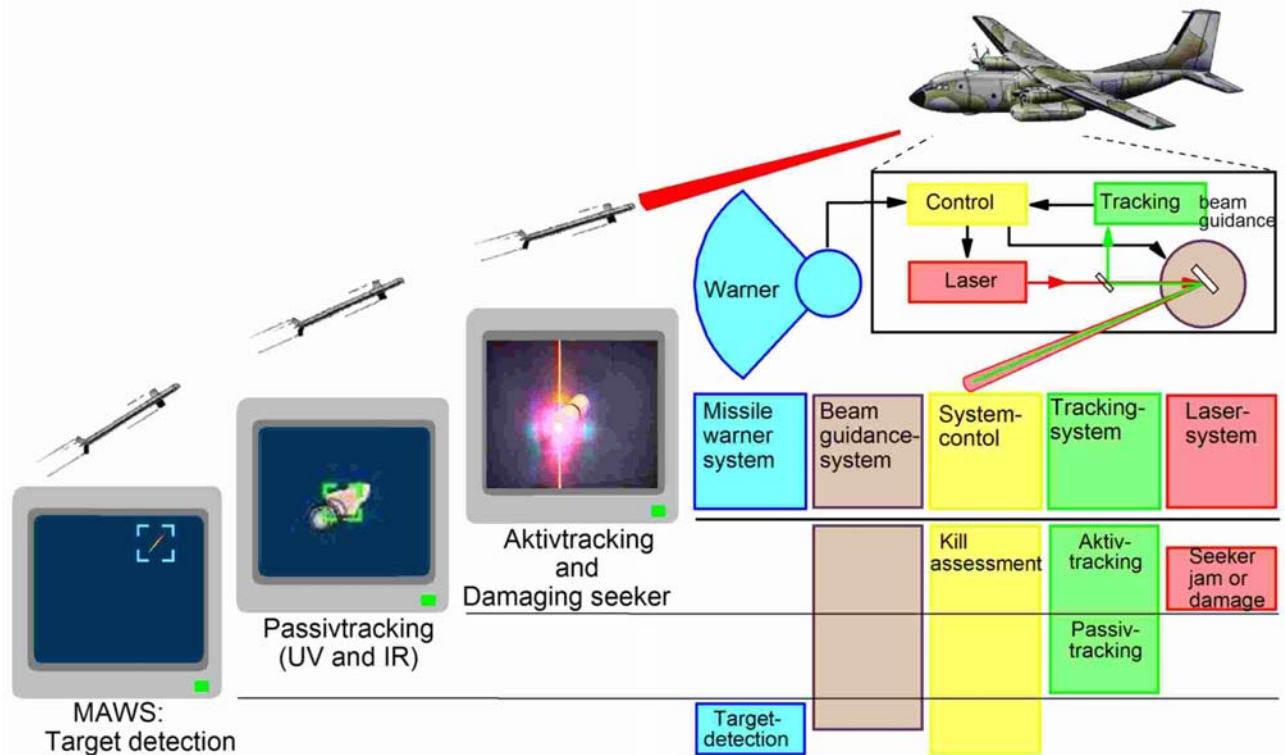 Control
Tracking
beam
guidance
Laser
Warner
Missile
warner
system
Beam
guidance-
system
System-
contol
Tracking-
system
Laser-
system
Aktivtracking
and
Damaging seeker
Kill
assessment
Aktiv-
tracking
Seeker
jam or
damage
Passivtracking
(UV and IR)
Passiv-
tracking
MAWS:
Target detection
Target-
detection